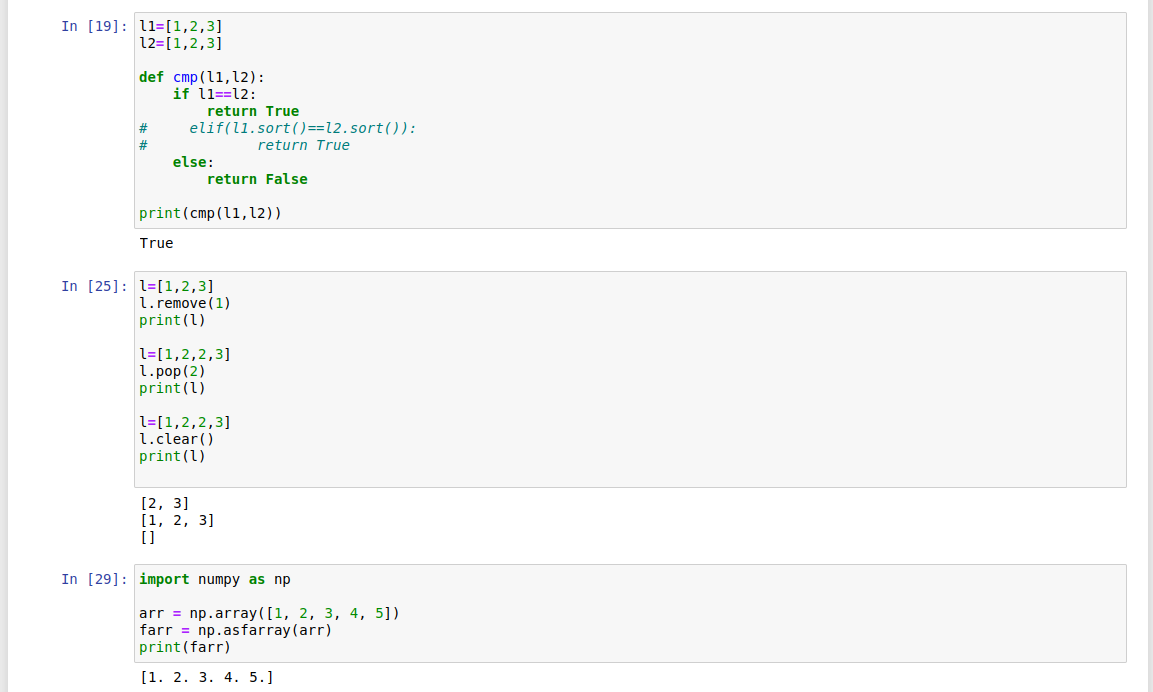 In [19]: l1=[1,2,3]
l2=[1,2,3]
def cmp(l1,l2):
    if l1==l2:
        return True
#     elif(l1.sort()==l2.sort()):
#             return True
    else:
        return False
print(cmp(l1,l2))
True
In [25]: l=[1,2,3]
l.remove(1)
print(l)
l=[1,2,2,3]
l.pop(2)
print(l)
l=[1,2,2,3]
l.clear()
print(l)
[2, 3]
[1, 2, 3]
[]
In [29]: import numpy as np
arr = np.array([1, 2, 3, 4, 5])
farr = np.asfarray(arr)
print(farr)
[1. 2. 3. 4. 5.]